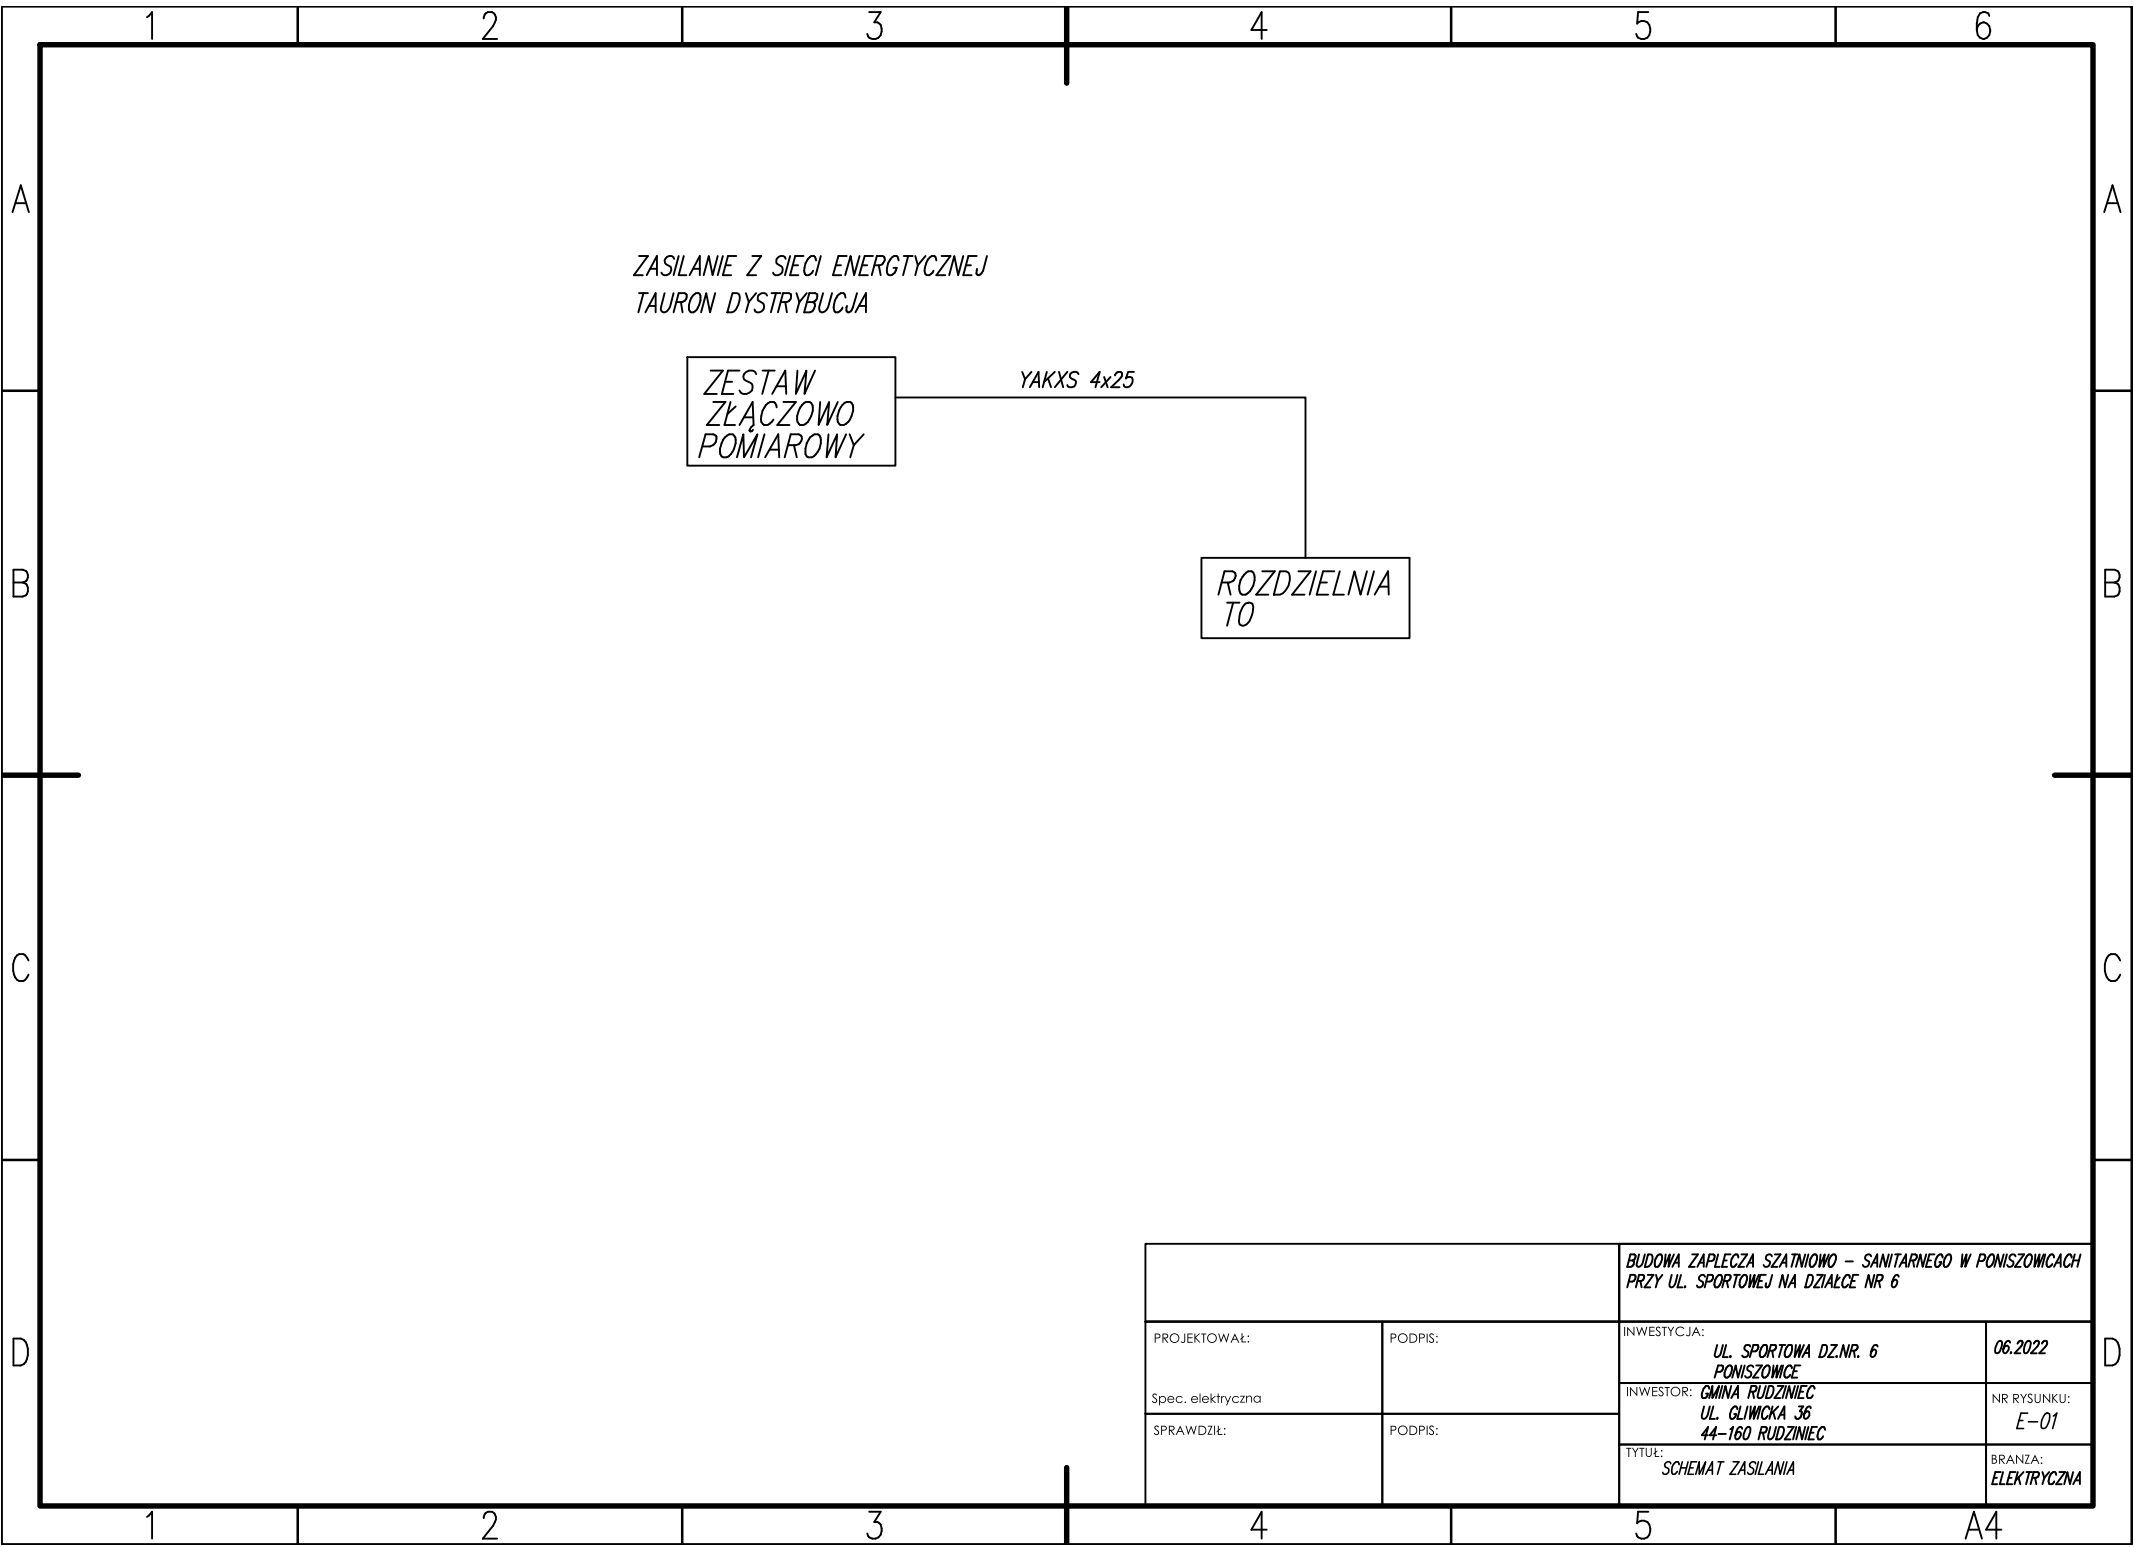 1 2 3 4 5 6
A A
ZASILANIE Z SIECI ENERGTYCZNEJ
TAURON DYSTRYBUCJA
ZESTAW
ZŁĄCZOWO
POMIAROWY
YAKXS 4x25
B B
ROZDZIELNIA
TO
C C
BUDOWA ZAPLECZA SZATNIOWO – SANITARNEGO W PONISZOWICACH
PRZY UL. SPORTOWEJ NA DZIAŁCE NR 6
D D
PROJEKTOWAŁ:
Spec. elektryczna
PODPIS:
INWESTYCJA:
UL. SPORTOWA DZ.NR. 6
PONISZOWICE
06.2022
INWESTOR: GMINA RUDZINIEC
UL. GLIWICKA 36
44-160 RUDZINIEC
NR RYSUNKU:
E-01
SPRAWDZIŁ:
PODPIS:
TYTUŁ:
SCHEMAT ZASILANIA
BRANZA:
ELEKTRYCZNA
1 2 3 4 5 A4